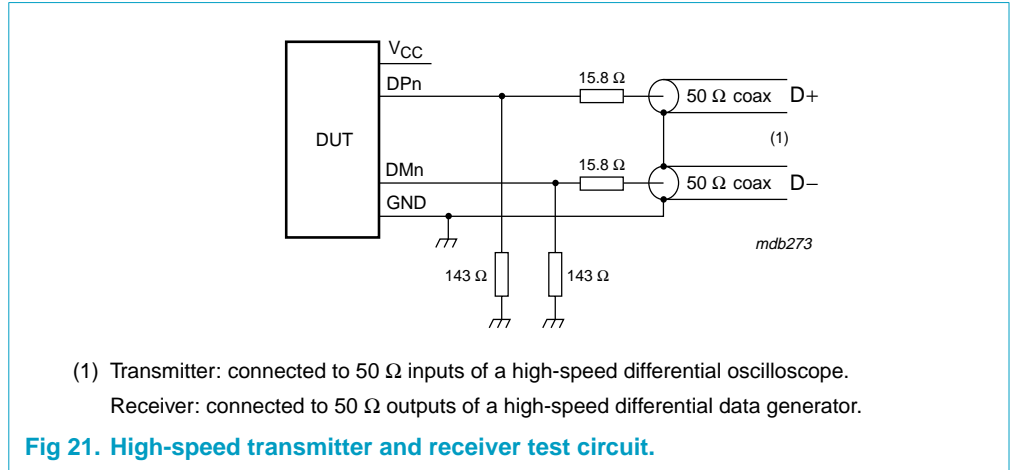 VCC
DPn
15.8 Ω
50 Ω coax D+
DUT
(1)
15.8 Ω
DMn
50 Ω coax D−
GND
mdb273
143 Ω
143 Ω
(1) Transmitter: connected to 50 Ω inputs of a high-speed differential oscilloscope.
Receiver: connected to 50 Ω outputs of a high-speed differential data generator.
Fig 21. High-speed transmitter and receiver test circuit.